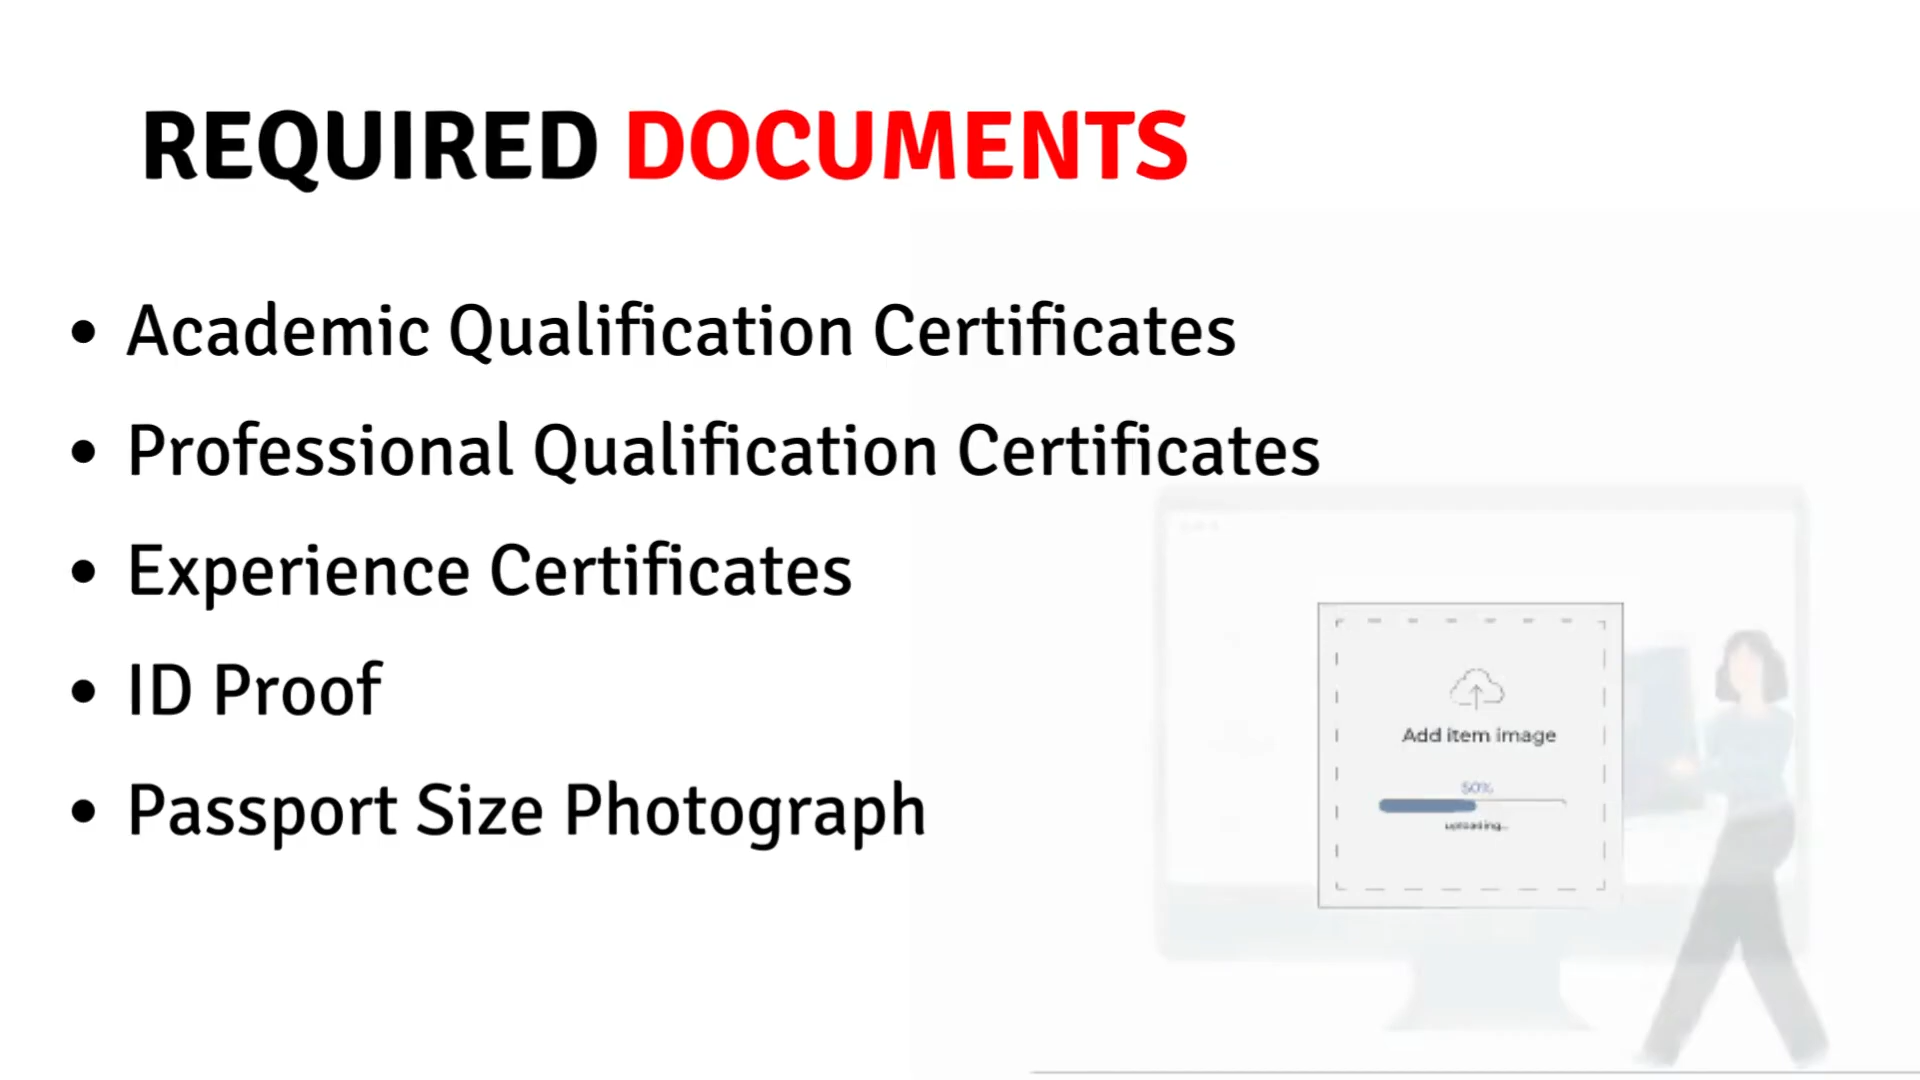 REQUIRED DOCUMENTS
• Academic Qualification Certificates
• Professional Qualification Certificates
• Experience Certificates
• ID Proof
• Passport Size Photograph
Add item image
50%
uploading...